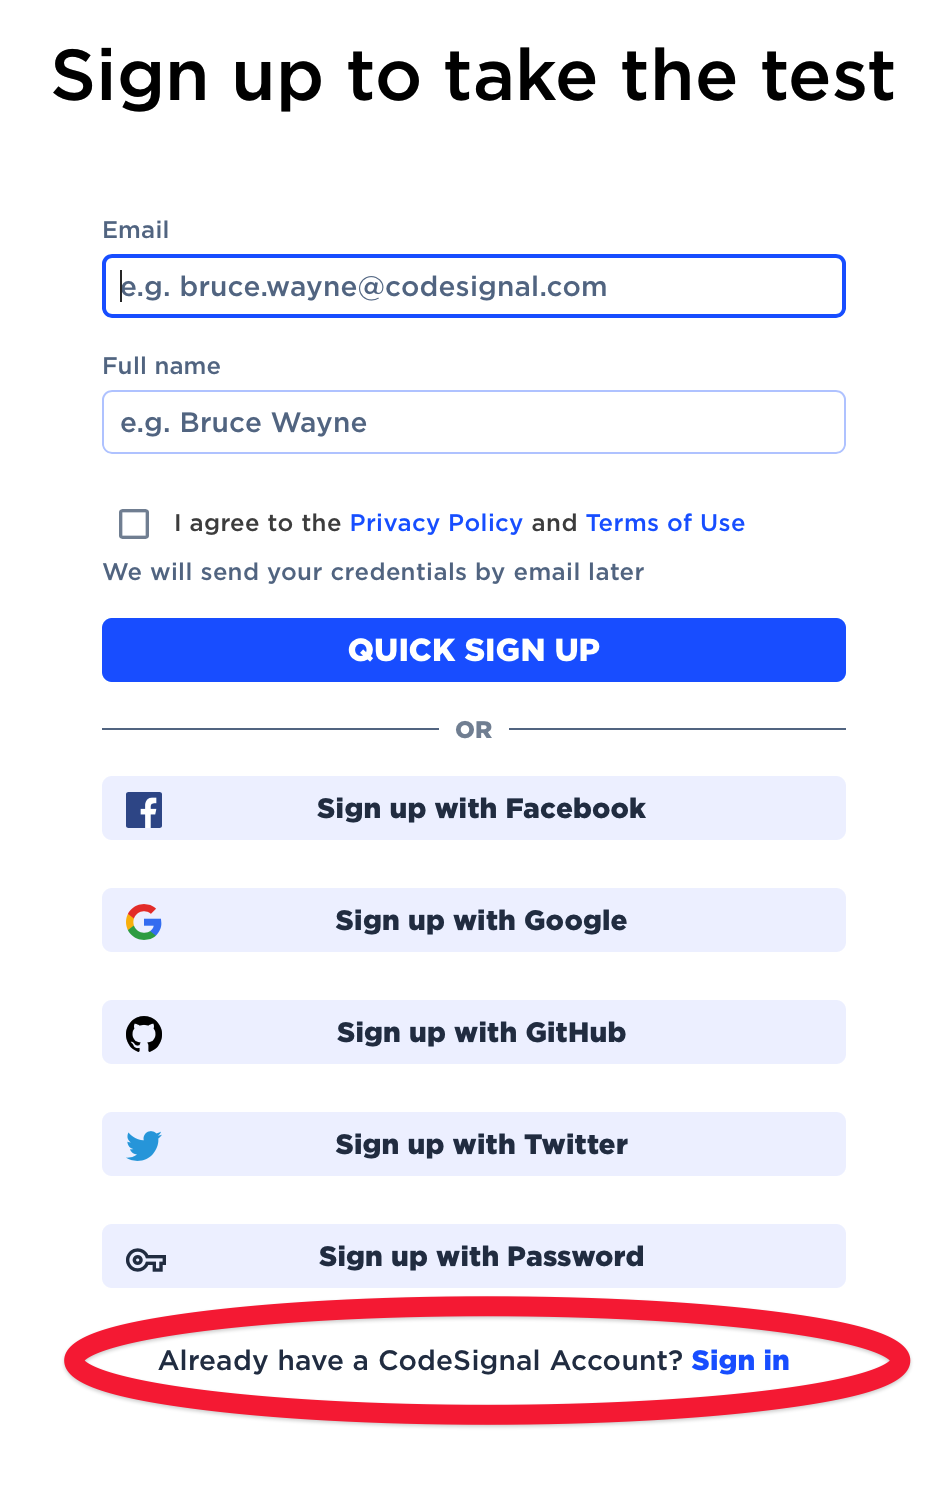 Sign up to take the test
Email
e.g. bruce.wayne@codesignal.com
Full name
e.g. Bruce Wayne
I agree to the Privacy Policy and Terms of Use
We will send your credentials by email later
QUICK SIGN UP
OR
Sign up with Facebook
Sign up with Google
Sign up with GitHub
Sign up with Twitter
Sign up with Password
Already have a CodeSignal Account? Sign in